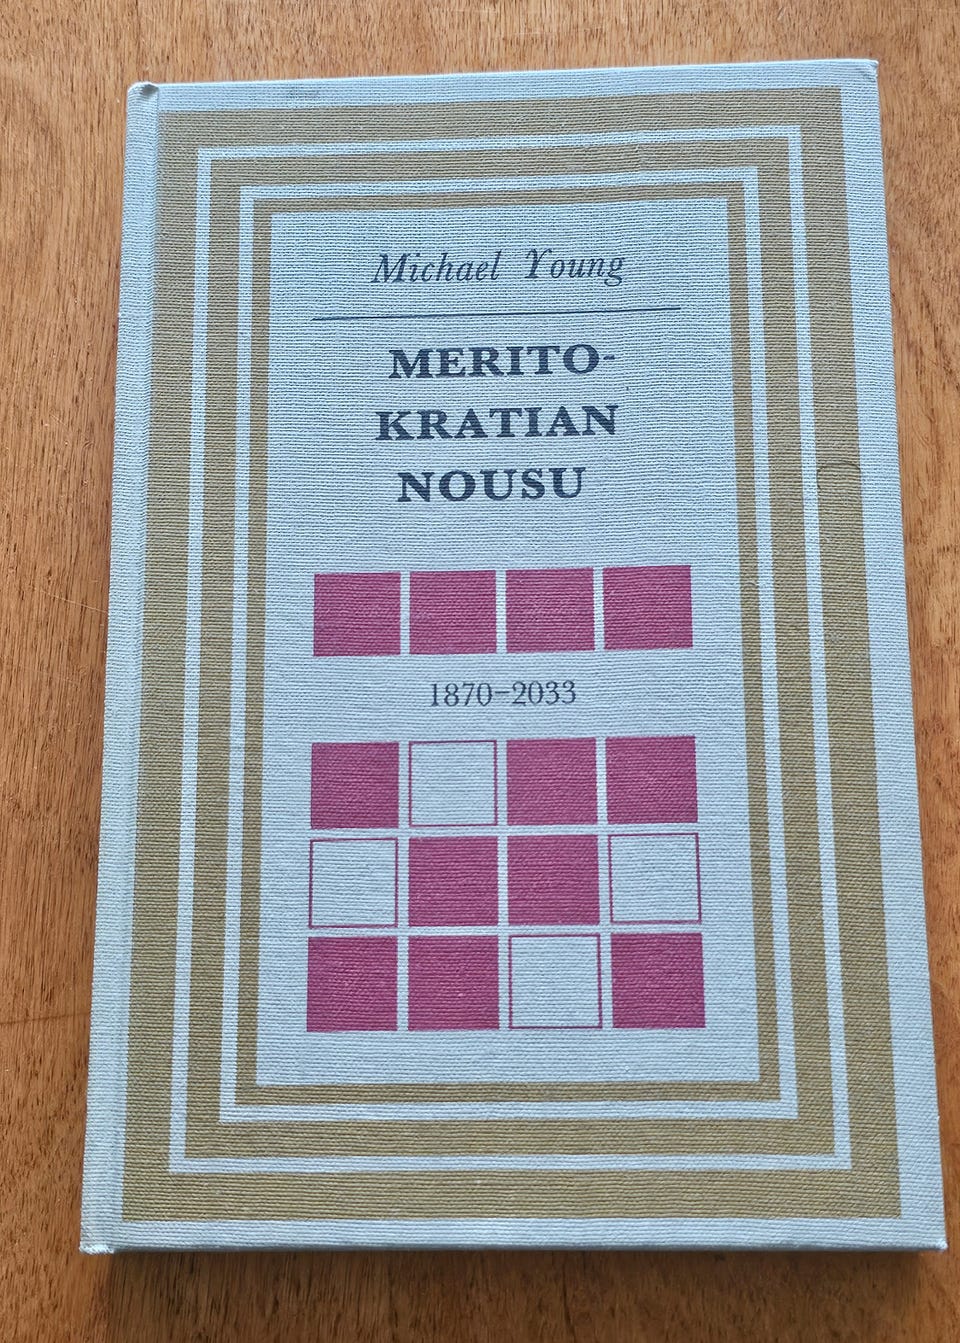 Michael Young
MERITO-
KRATIAN
NOUSU
1870-2033